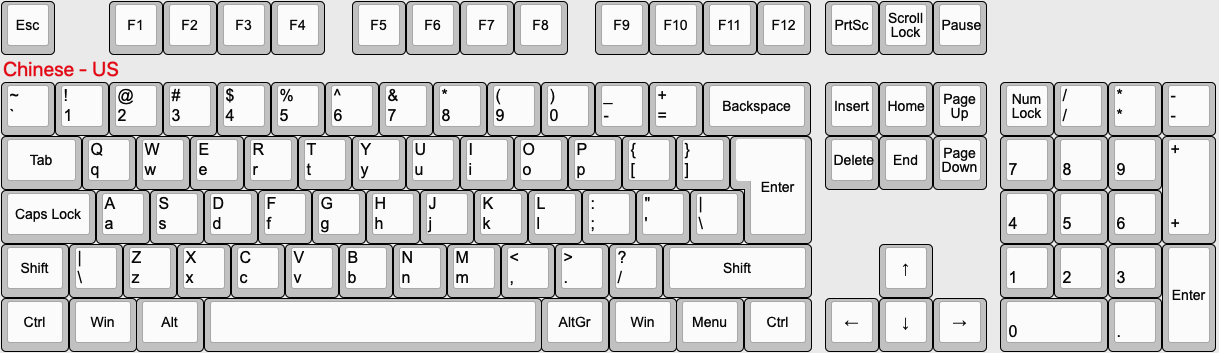 Esc F1 F2 F3 F4 F5 F6 F7 F8 F9 F10 F11 F12 PrtSc Scroll Lock Pause
Chinese - US
~ ! @ # $ % ^ & * ( ) _ + Backspace Insert Home Page Up Num Lock / * -
` 1 2 3 4 5 6 7 8 9 0 - = / * -
Tab Q W E R T Y U I O P { } Enter Delete End Page Down 7 8 9 +
q w e r t y u i o p [ ]
Caps Lock A S D F G H J K L : " | 4 5 6 +
a s d f g h j k l ; ' \
Shift | Z X C V B N M < > ? Shift ↑ 1 2 3 Enter
\ z x c v b n m , . /
Ctrl Win Alt AltGr Win Menu Ctrl ← ↓ → 0 .